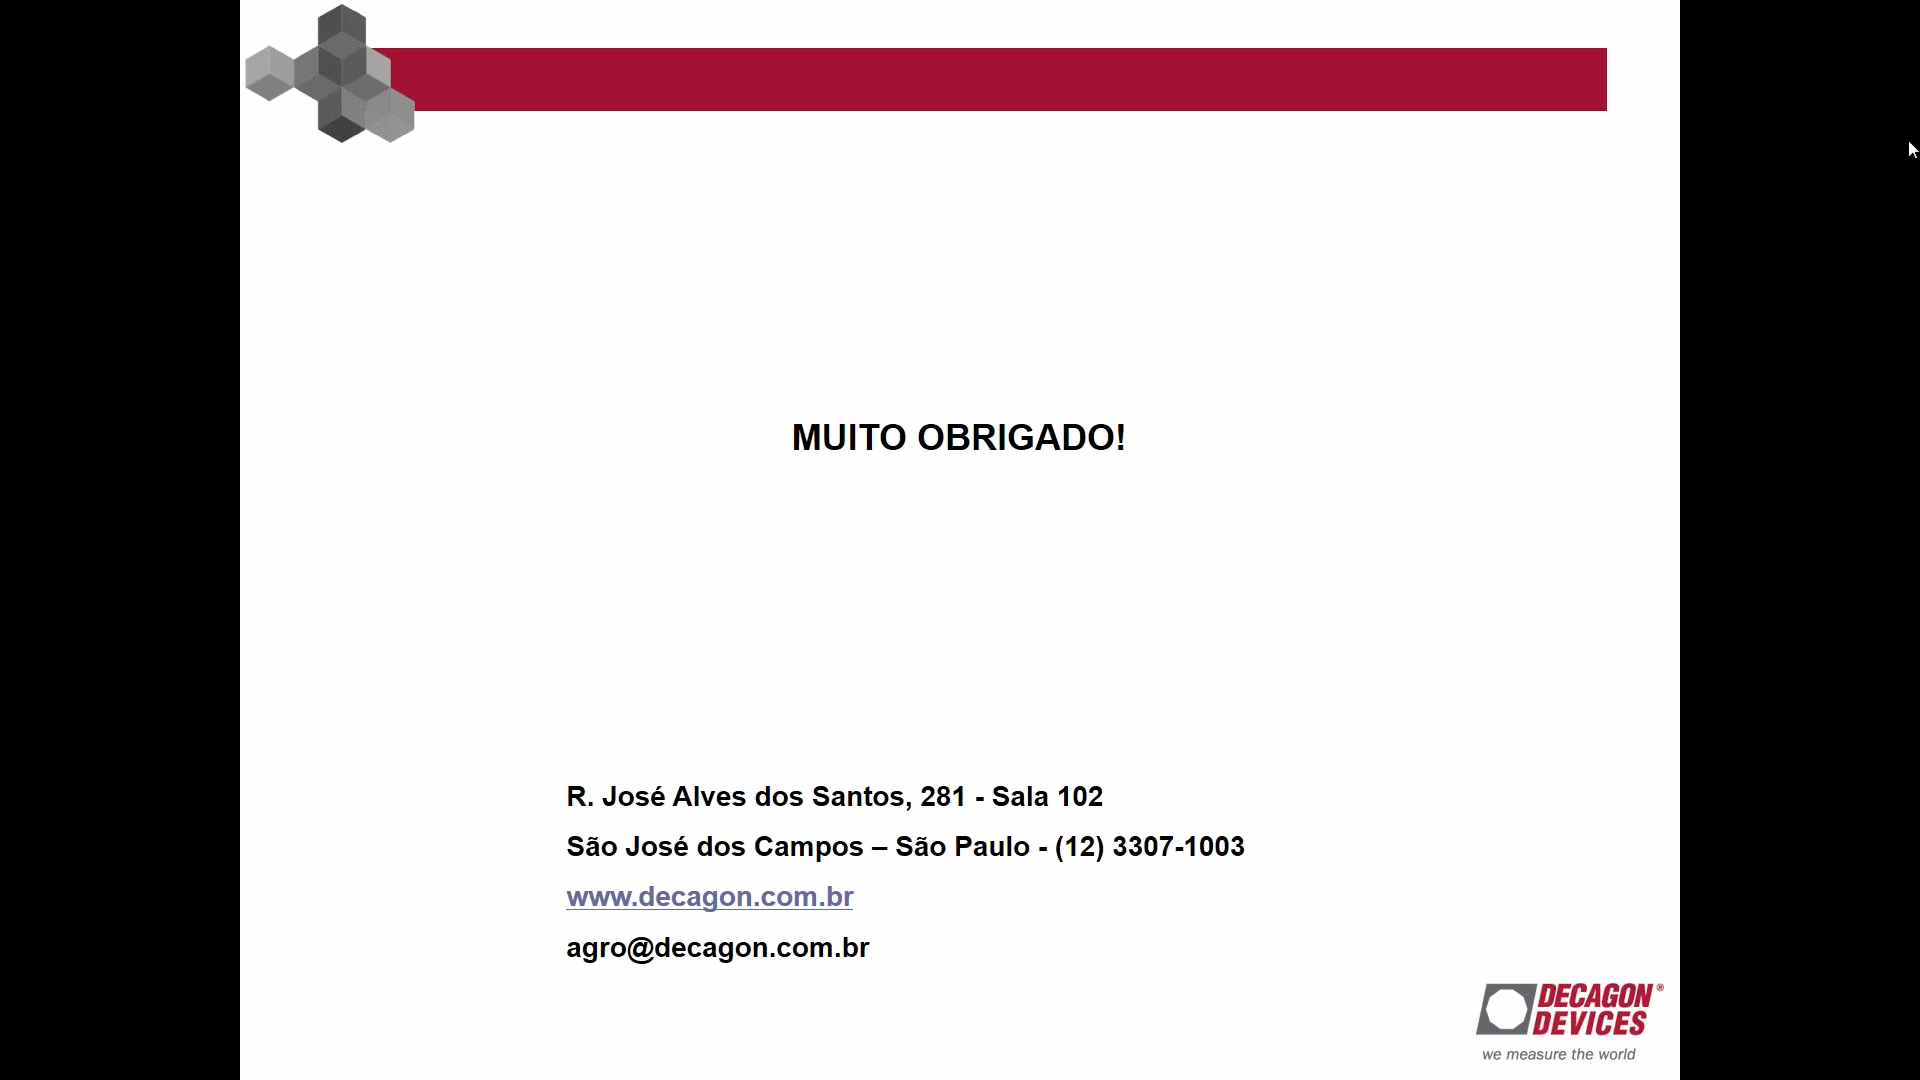 MUITO OBRIGADO!
R. José Alves dos Santos, 281 - Sala 102
São José dos Campos – São Paulo - (12) 3307-1003
www.decagon.com.br
agro@decagon.com.br
DECAGON®
DEVICES
we measure the world